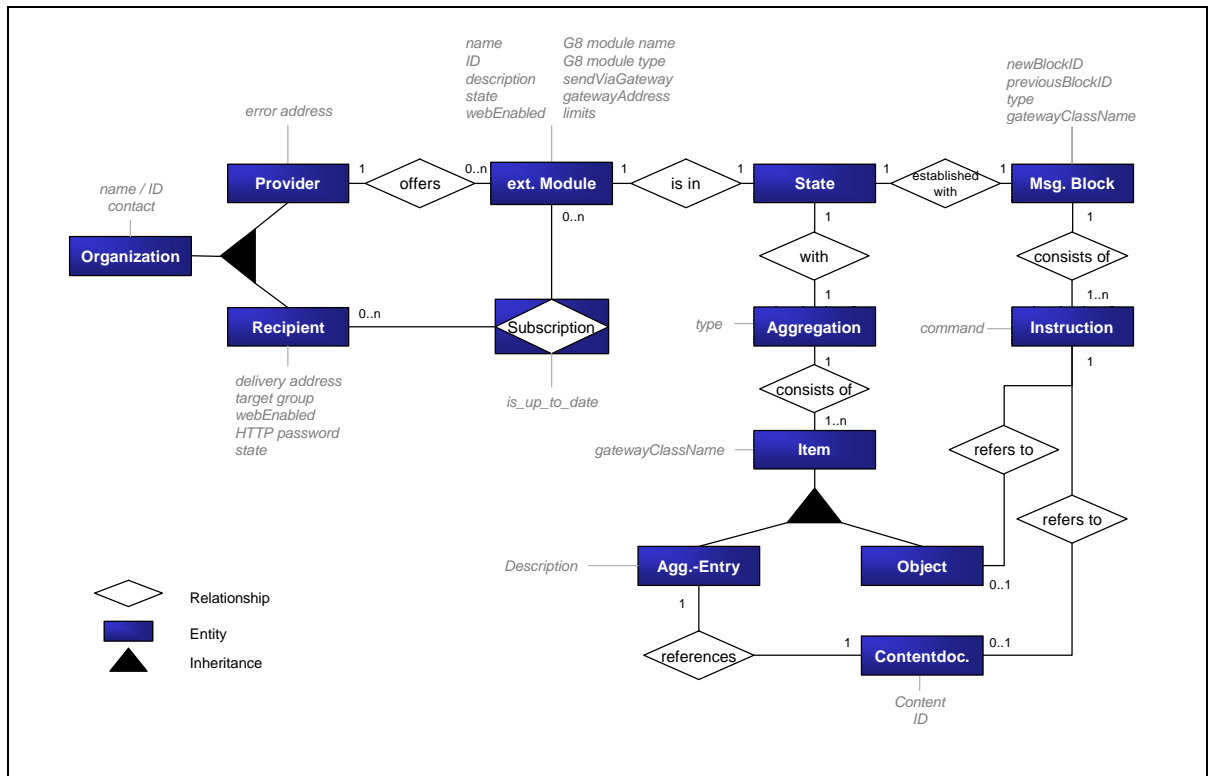 name
ID
description
state
webEnabled
G8 module name
G8 module type
sendViaGateway
gatewayAddress
limits
newBlockID
previousBlockID
type
gatewayClassName
error address
Provider
1
offers
0..n
ext. Module
1
is in
1
State
1
established
with
1
Msg. Block
name / ID
contact
0..n
1
1
Organization
with
consists of
1
1..n
Recipient
0..n
Subscription
type
Aggregation
command
Instruction
1
1
delivery address
target group
webEnabled
HTTP password
state
is_up_to_date
consists of
1..n
gatewayClassName
Item
refers to
refers to
Description
Agg.-Entry
Object
0..1
Relationship
1
Entity
references
1
Contentdoc.
0..1
Inheritance
Content
ID